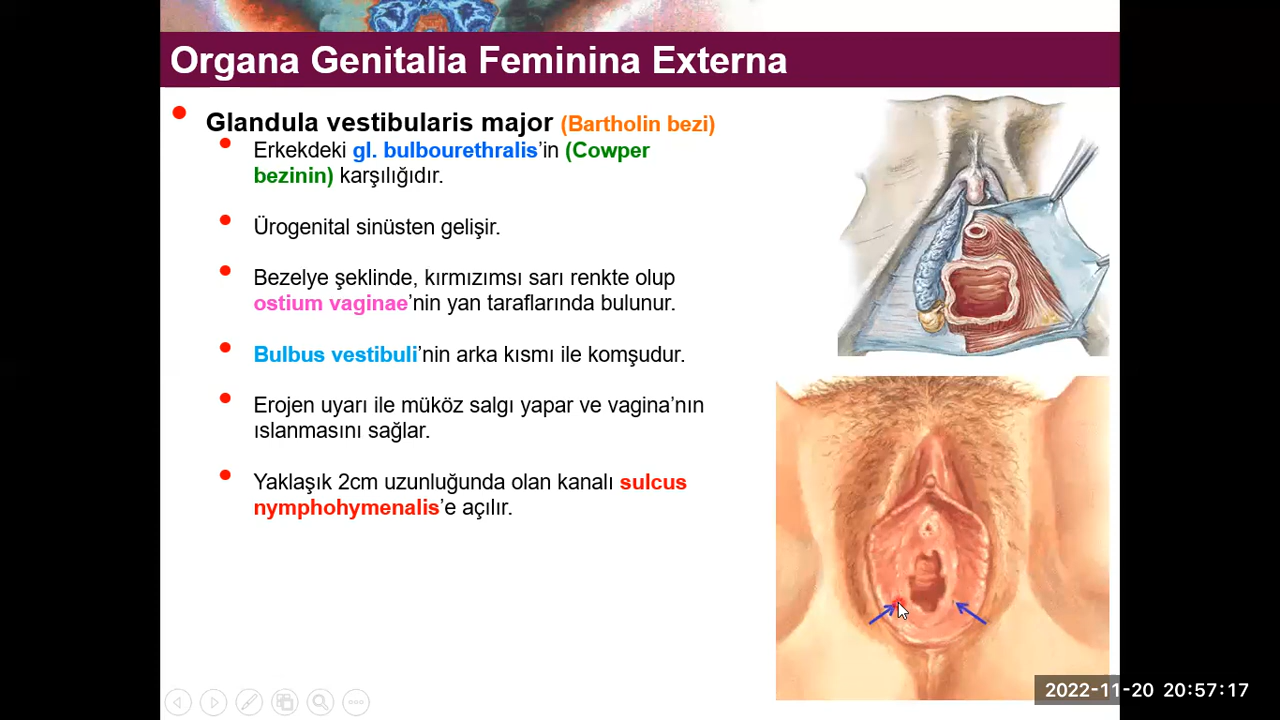 Organa Genitalia Feminina Externa
Glandula vestibularis major (Bartholin bezi)
Erkekdeki gl. bulbourethralis’in (Cowper
bezinin) karşılığıdır.
Ürogenital sinüsten gelişir.
Bezelye şeklinde, kırmızımsı sarı renkte olup
ostium vaginae’nin yan taraflarında bulunur.
Bulbus vestibuli’nin arka kısmı ile komşudur.
Erojen uyarı ile müköz salgı yapar ve vagina’nın
ıslanmasını sağlar.
Yaklaşık 2cm uzunluğunda olan kanalı sulcus
nymphohymenalis’e açılır.
2022-11-20 20:57:17